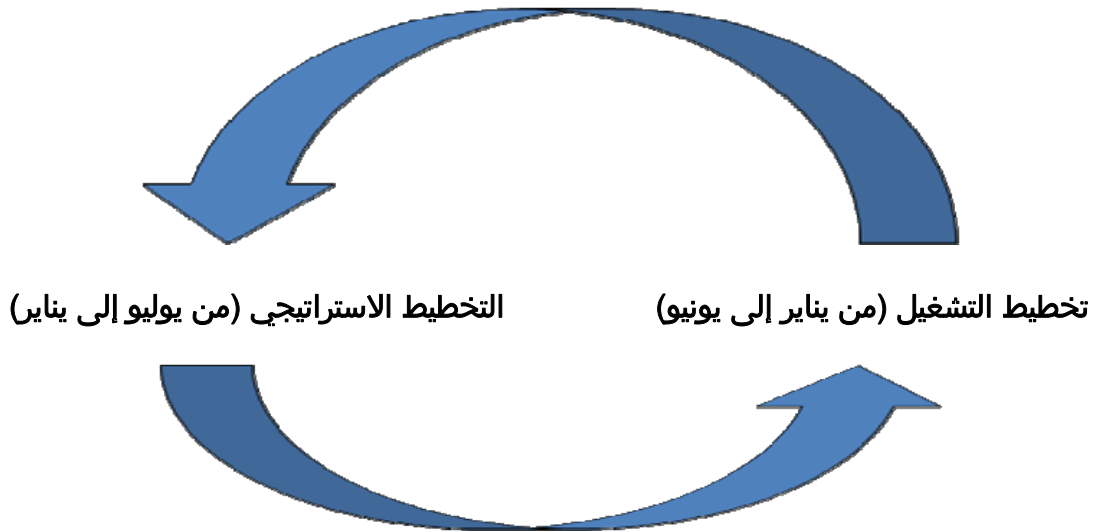 تخطيط التشغيل (من يناير إلى يونيو)
التخطيط الاستراتيجي (من يوليو إلى يناير)